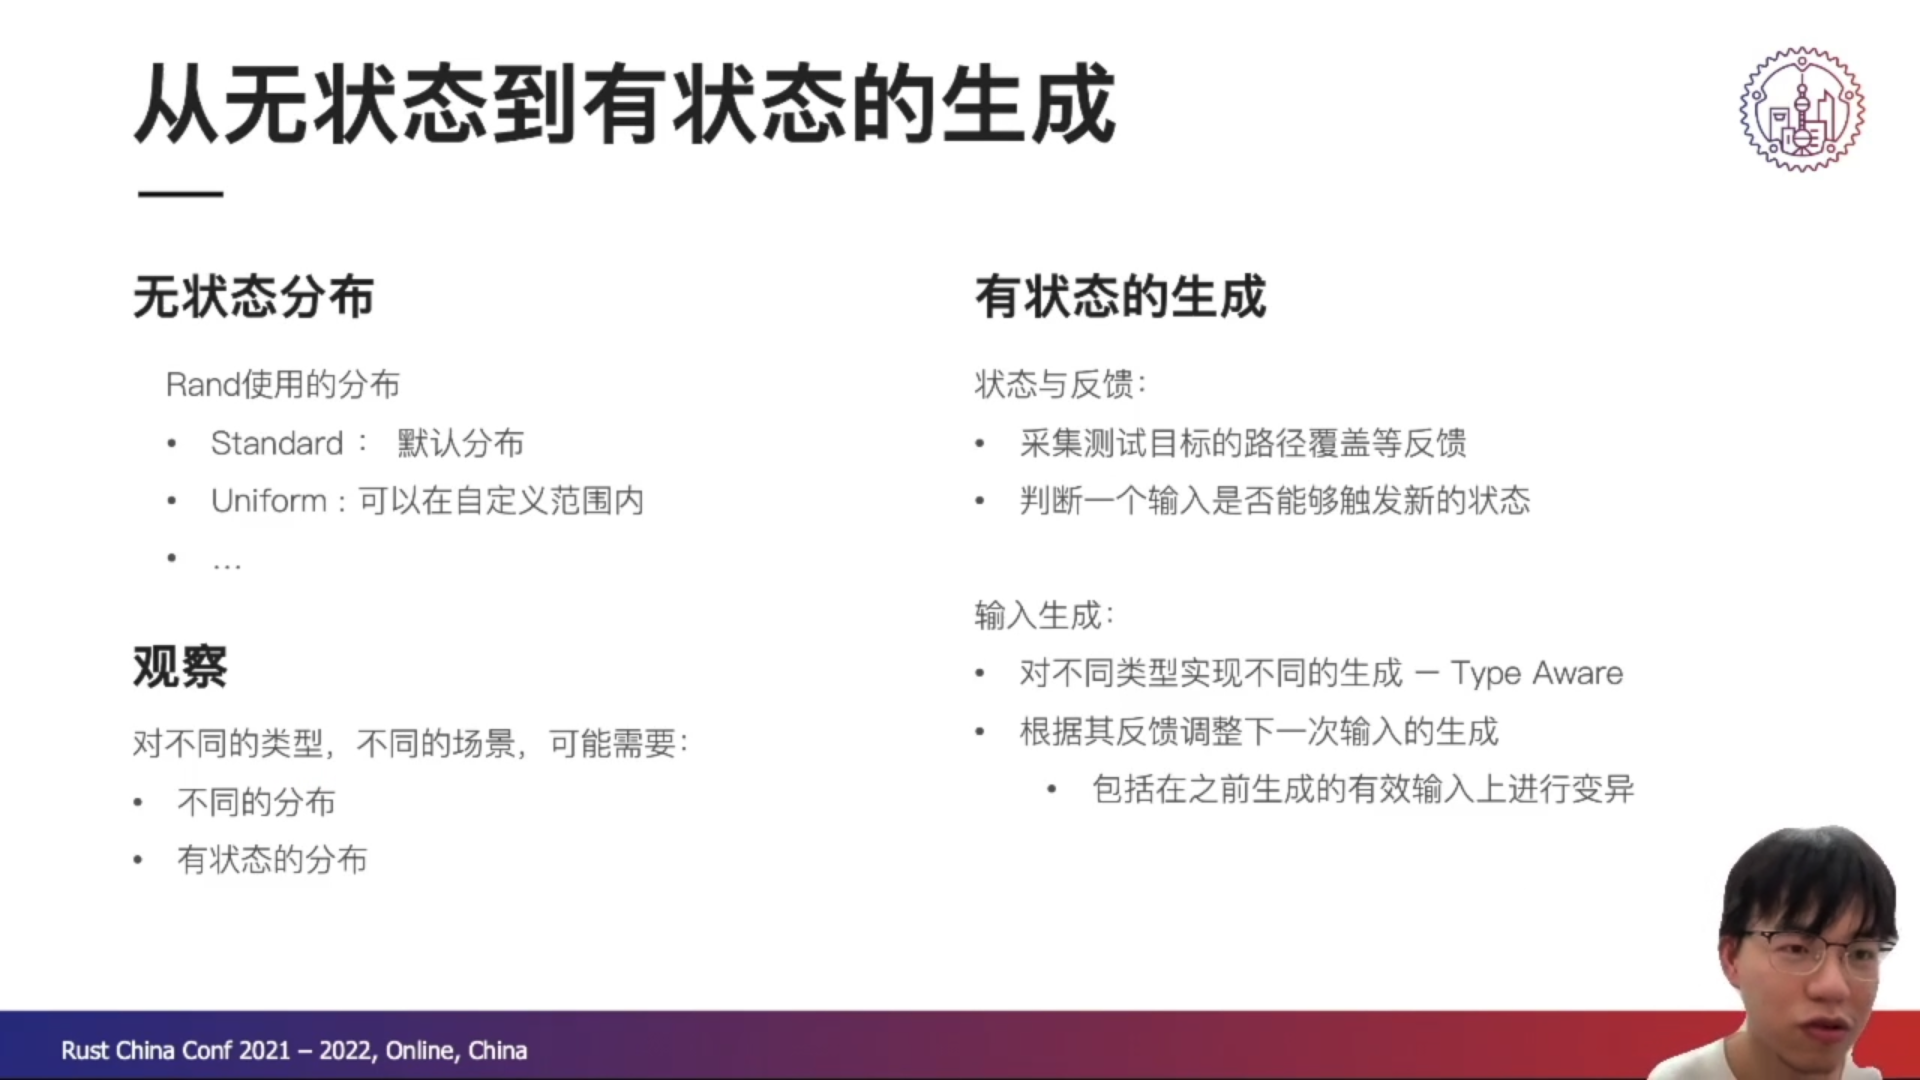 从无状态到有状态的生成
无状态分布
Rand使用的分布
• Standard： 默认分布
• Uniform：可以在自定义范围内
• …
观察
对不同的类型，不同的场景，可能需要：
• 不同的分布
• 有状态的分布
有状态的生成
状态与反馈：
• 采集测试目标的路径覆盖等反馈
• 判断一个输入是否能够触发新的状态
输入生成：
• 对不同类型实现不同的生成 – Type Aware
• 根据其反馈调整下一次输入的生成
• 包括在之前生成的有效输入上进行变异
Rust China Conf 2021 – 2022, Online, China